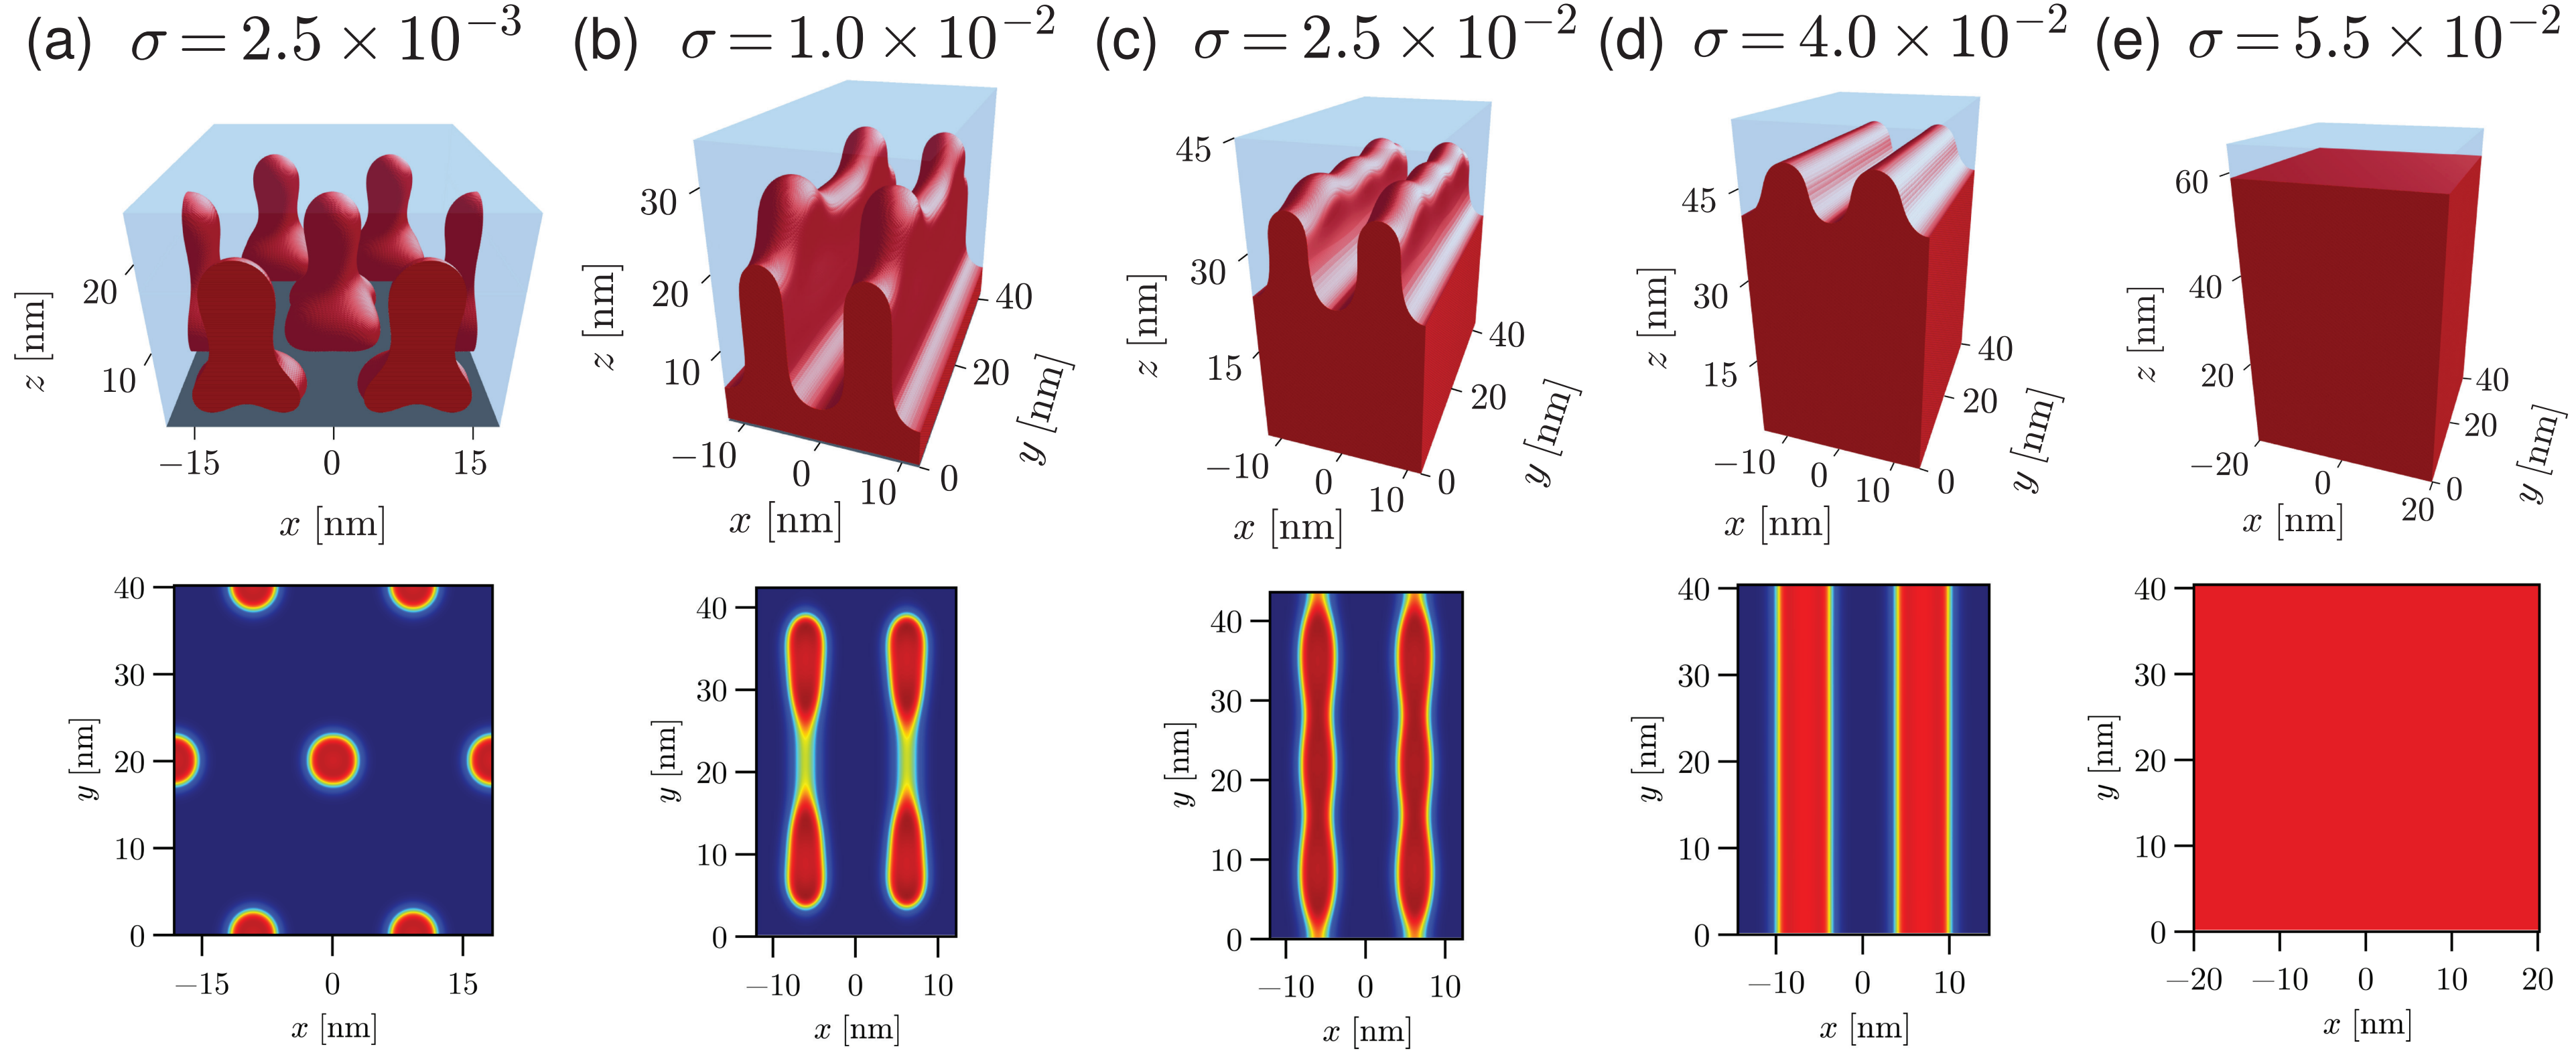 (a) σ = 2.5 × 10⁻³
(b) σ = 1.0 × 10⁻²
(c) σ = 2.5 × 10⁻²
(d) σ = 4.0 × 10⁻²
(e) σ = 5.5 × 10⁻²
z [nm]
20
10
−15
0
15
x [nm]
z [nm]
30
20
10
−10
0
10
x [nm]
0
20
40
y [nm]
z [nm]
45
30
15
−10
0
10
x [nm]
0
20
40
y [nm]
z [nm]
45
30
15
−10
0
10
x [nm]
0
20
40
y [nm]
z [nm]
60
40
20
−20
0
20
x [nm]
0
20
40
y [nm]
y [nm]
40
30
20
10
0
−15
0
15
x [nm]
y [nm]
40
30
20
10
0
−10
0
10
x [nm]
y [nm]
40
30
20
10
0
−10
0
10
x [nm]
y [nm]
40
30
20
10
0
−10
0
10
x [nm]
y [nm]
40
30
20
10
0
−20
−10
0
10
20
x [nm]